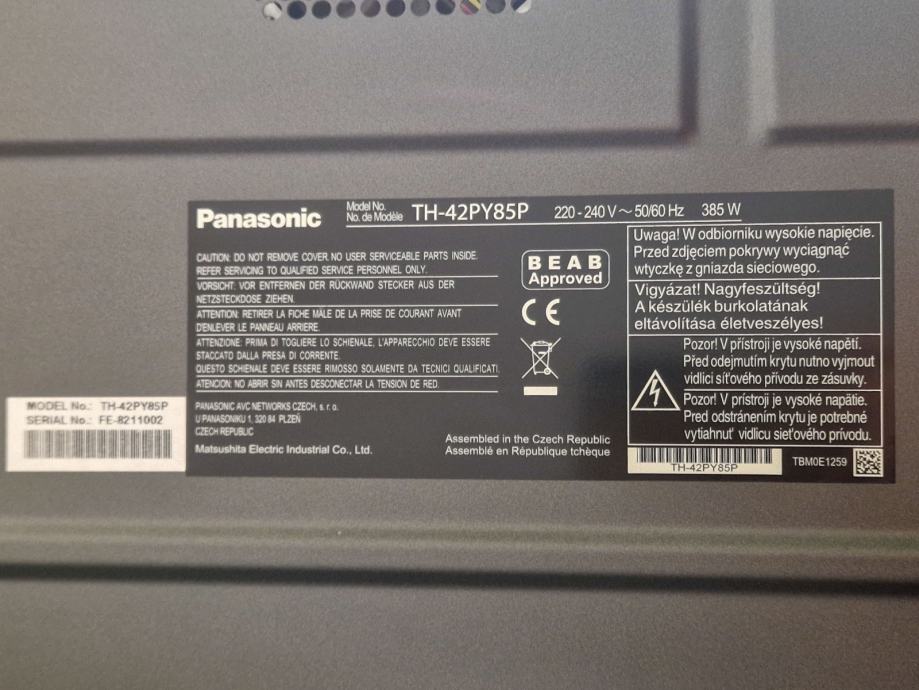 Panasonic
Model No.
No. de Modèle
TH-42PY85P
220 - 240 V ~ 50/60 Hz 385 W
CAUTION: DO NOT REMOVE COVER. NO USER SERVICEABLE PARTS INSIDE.
REFER SERVICING TO QUALIFIED SERVICE PERSONNEL ONLY.
VORSICHT: VOR ENTFERNEN DER RÜCKWAND STECKER AUS DER
NETZSTECKDOSE ZIEHEN.
ATTENTION: RETIRER LA FICHE MÂLE DE LA PRISE DE COURANT AVANT
D'ENLEVER LE PANNEAU ARRIERE.
ATTENZIONE: PRIMA DI TOGLIERE LO SCHIENALE, L'APPARECCHIO DEVE ESSERE
STACCATO DALLA PRESA DI CORRENTE.
QUESTO SCHIENALE DEVE ESSERE RIMOSSO SOLAMENTE DA TECNICI QUALIFICATI.
ATENCION: NO ABRIR SIN ANTES DESCONECTAR LA TENSION DE RED.
PANASONIC AVC NETWORKS CZECH, s. r. o.
U PANASONIKU 1, 320 84 PLZEŇ
CZECH REPUBLIC
Matsushita Electric Industrial Co., Ltd.
BEAB
Approved
CE
Assembled in the Czech Republic
Assemblé en République tchèque
Uwaga! W odbiorniku wysokie napięcie.
Przed zdjęciem pokrywy wyciągnąć
wtyczkę z gniazda sieciowego.
Vigyázat! Nagyfeszültség!
A készülék burkolatának
eltávolítása életveszélyes!
Pozor! V přístroji je vysoké napětí.
Před odejmutím krytu nutno vyjmout
vidlici síťového přívodu ze zásuvky.
Pozor! V prístroji je vysoké napätie.
Pred odstránením krytu je potrebné
vytiahnuť vidlicu sieťového prívodu.
TH-42PY85P
TBM0E1259
MODEL No.: TH-42PY85P
SERIAL No.: FE-8211002